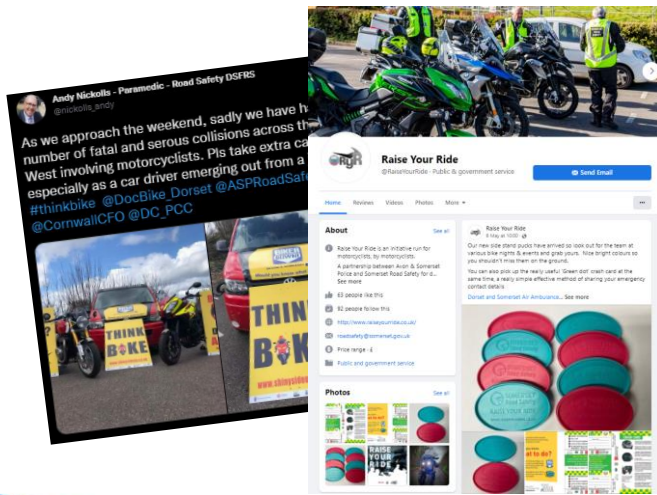 Andy Nickolls - Paramedic - Road Safety DSFRS
@nickolls_andy
As we approach the weekend, sadly we have h
number of fatal and serous collisions across th
West involving motorcyclists. Pls take extra ca
especially as a car driver emerging out from a
#thinkbike @DocBike_Dorset @ASPRoadSafe
@CornwallCFO @DC_PCC
THINK
BIKE
THIN
B
www.shinyside
Raise Your Ride
@RaiseYourRide · Public & government service
Send Email
Home Reviews Videos Photos More
About See all
Raise Your Ride is an initiative run for
motorcyclists, by motorcyclists.
A partnership between Avon & Somerset
Police and Somerset Road Safety for d...
See more
63 people like this
92 people follow this
http://www.raiseyourride.co.uk/
roadsafety@somerset.gov.uk
Price range · £
Public and government service
Photos See all
RAISE
YOUR
RIDE
Raise Your Ride
Our new side stand pucks have arrived so look out for the team at
various bike nights & events and grab yours. Nice bright colours so
you shouldn't miss them on the ground.
You can also pick up the really useful 'Green dot' crash card at the
same time, a really simple effective method of sharing your emergency
contact details
Dorset and Somerset Air Ambulance... See more